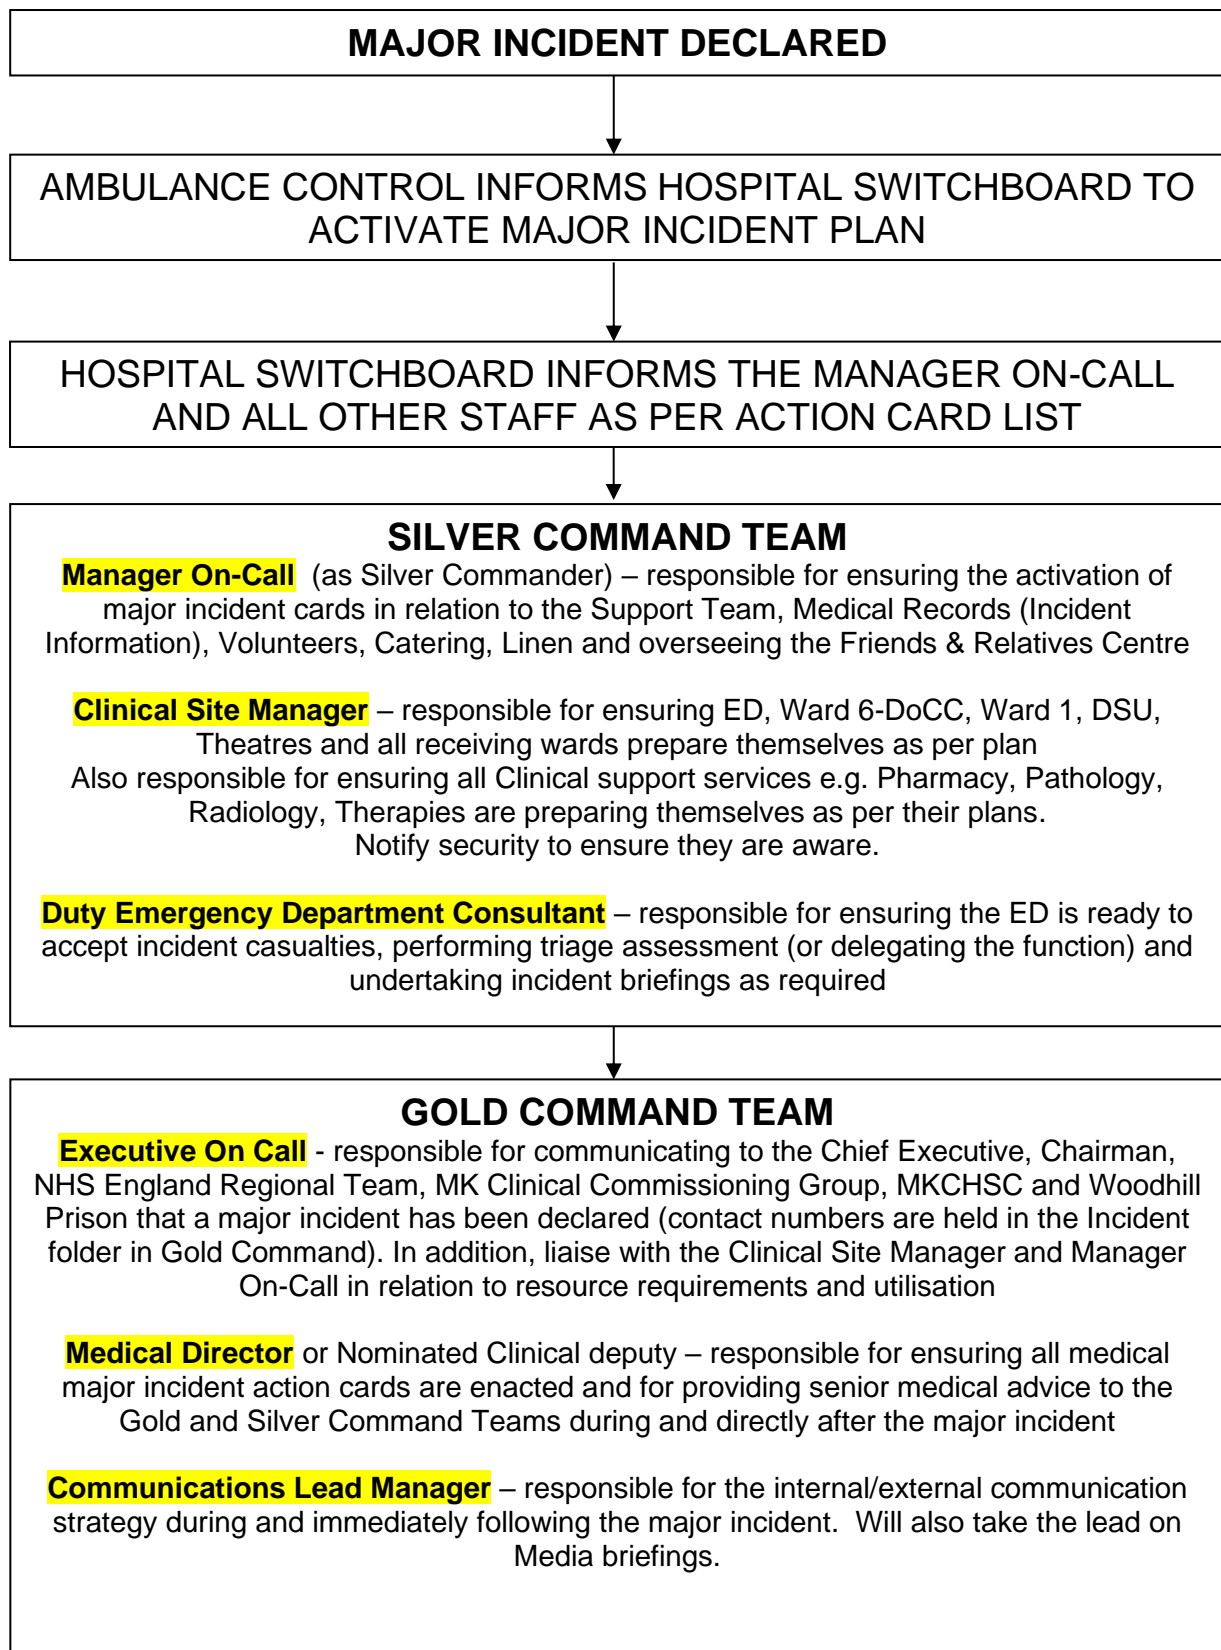 MAJOR INCIDENT DECLARED
AMBULANCE CONTROL INFORMS HOSPITAL SWITCHBOARD TO
ACTIVATE MAJOR INCIDENT PLAN
HOSPITAL SWITCHBOARD INFORMS THE MANAGER ON-CALL
AND ALL OTHER STAFF AS PER ACTION CARD LIST
SILVER COMMAND TEAM
Manager On-Call (as Silver Commander) – responsible for ensuring the activation of
major incident cards in relation to the Support Team, Medical Records (Incident
Information), Volunteers, Catering, Linen and overseeing the Friends & Relatives Centre
Clinical Site Manager – responsible for ensuring ED, Ward 6-DoCC, Ward 1, DSU,
Theatres and all receiving wards prepare themselves as per plan
Also responsible for ensuring all Clinical support services e.g. Pharmacy, Pathology,
Radiology, Therapies are preparing themselves as per their plans.
Notify security to ensure they are aware.
Duty Emergency Department Consultant – responsible for ensuring the ED is ready to
accept incident casualties, performing triage assessment (or delegating the function) and
undertaking incident briefings as required
GOLD COMMAND TEAM
Executive On Call - responsible for communicating to the Chief Executive, Chairman,
NHS England Regional Team, MK Clinical Commissioning Group, MKCHSC and Woodhill
Prison that a major incident has been declared (contact numbers are held in the Incident
folder in Gold Command). In addition, liaise with the Clinical Site Manager and Manager
On-Call in relation to resource requirements and utilisation
Medical Director or Nominated Clinical deputy – responsible for ensuring all medical
major incident action cards are enacted and for providing senior medical advice to the
Gold and Silver Command Teams during and directly after the major incident
Communications Lead Manager – responsible for the internal/external communication
strategy during and immediately following the major incident. Will also take the lead on
Media briefings.